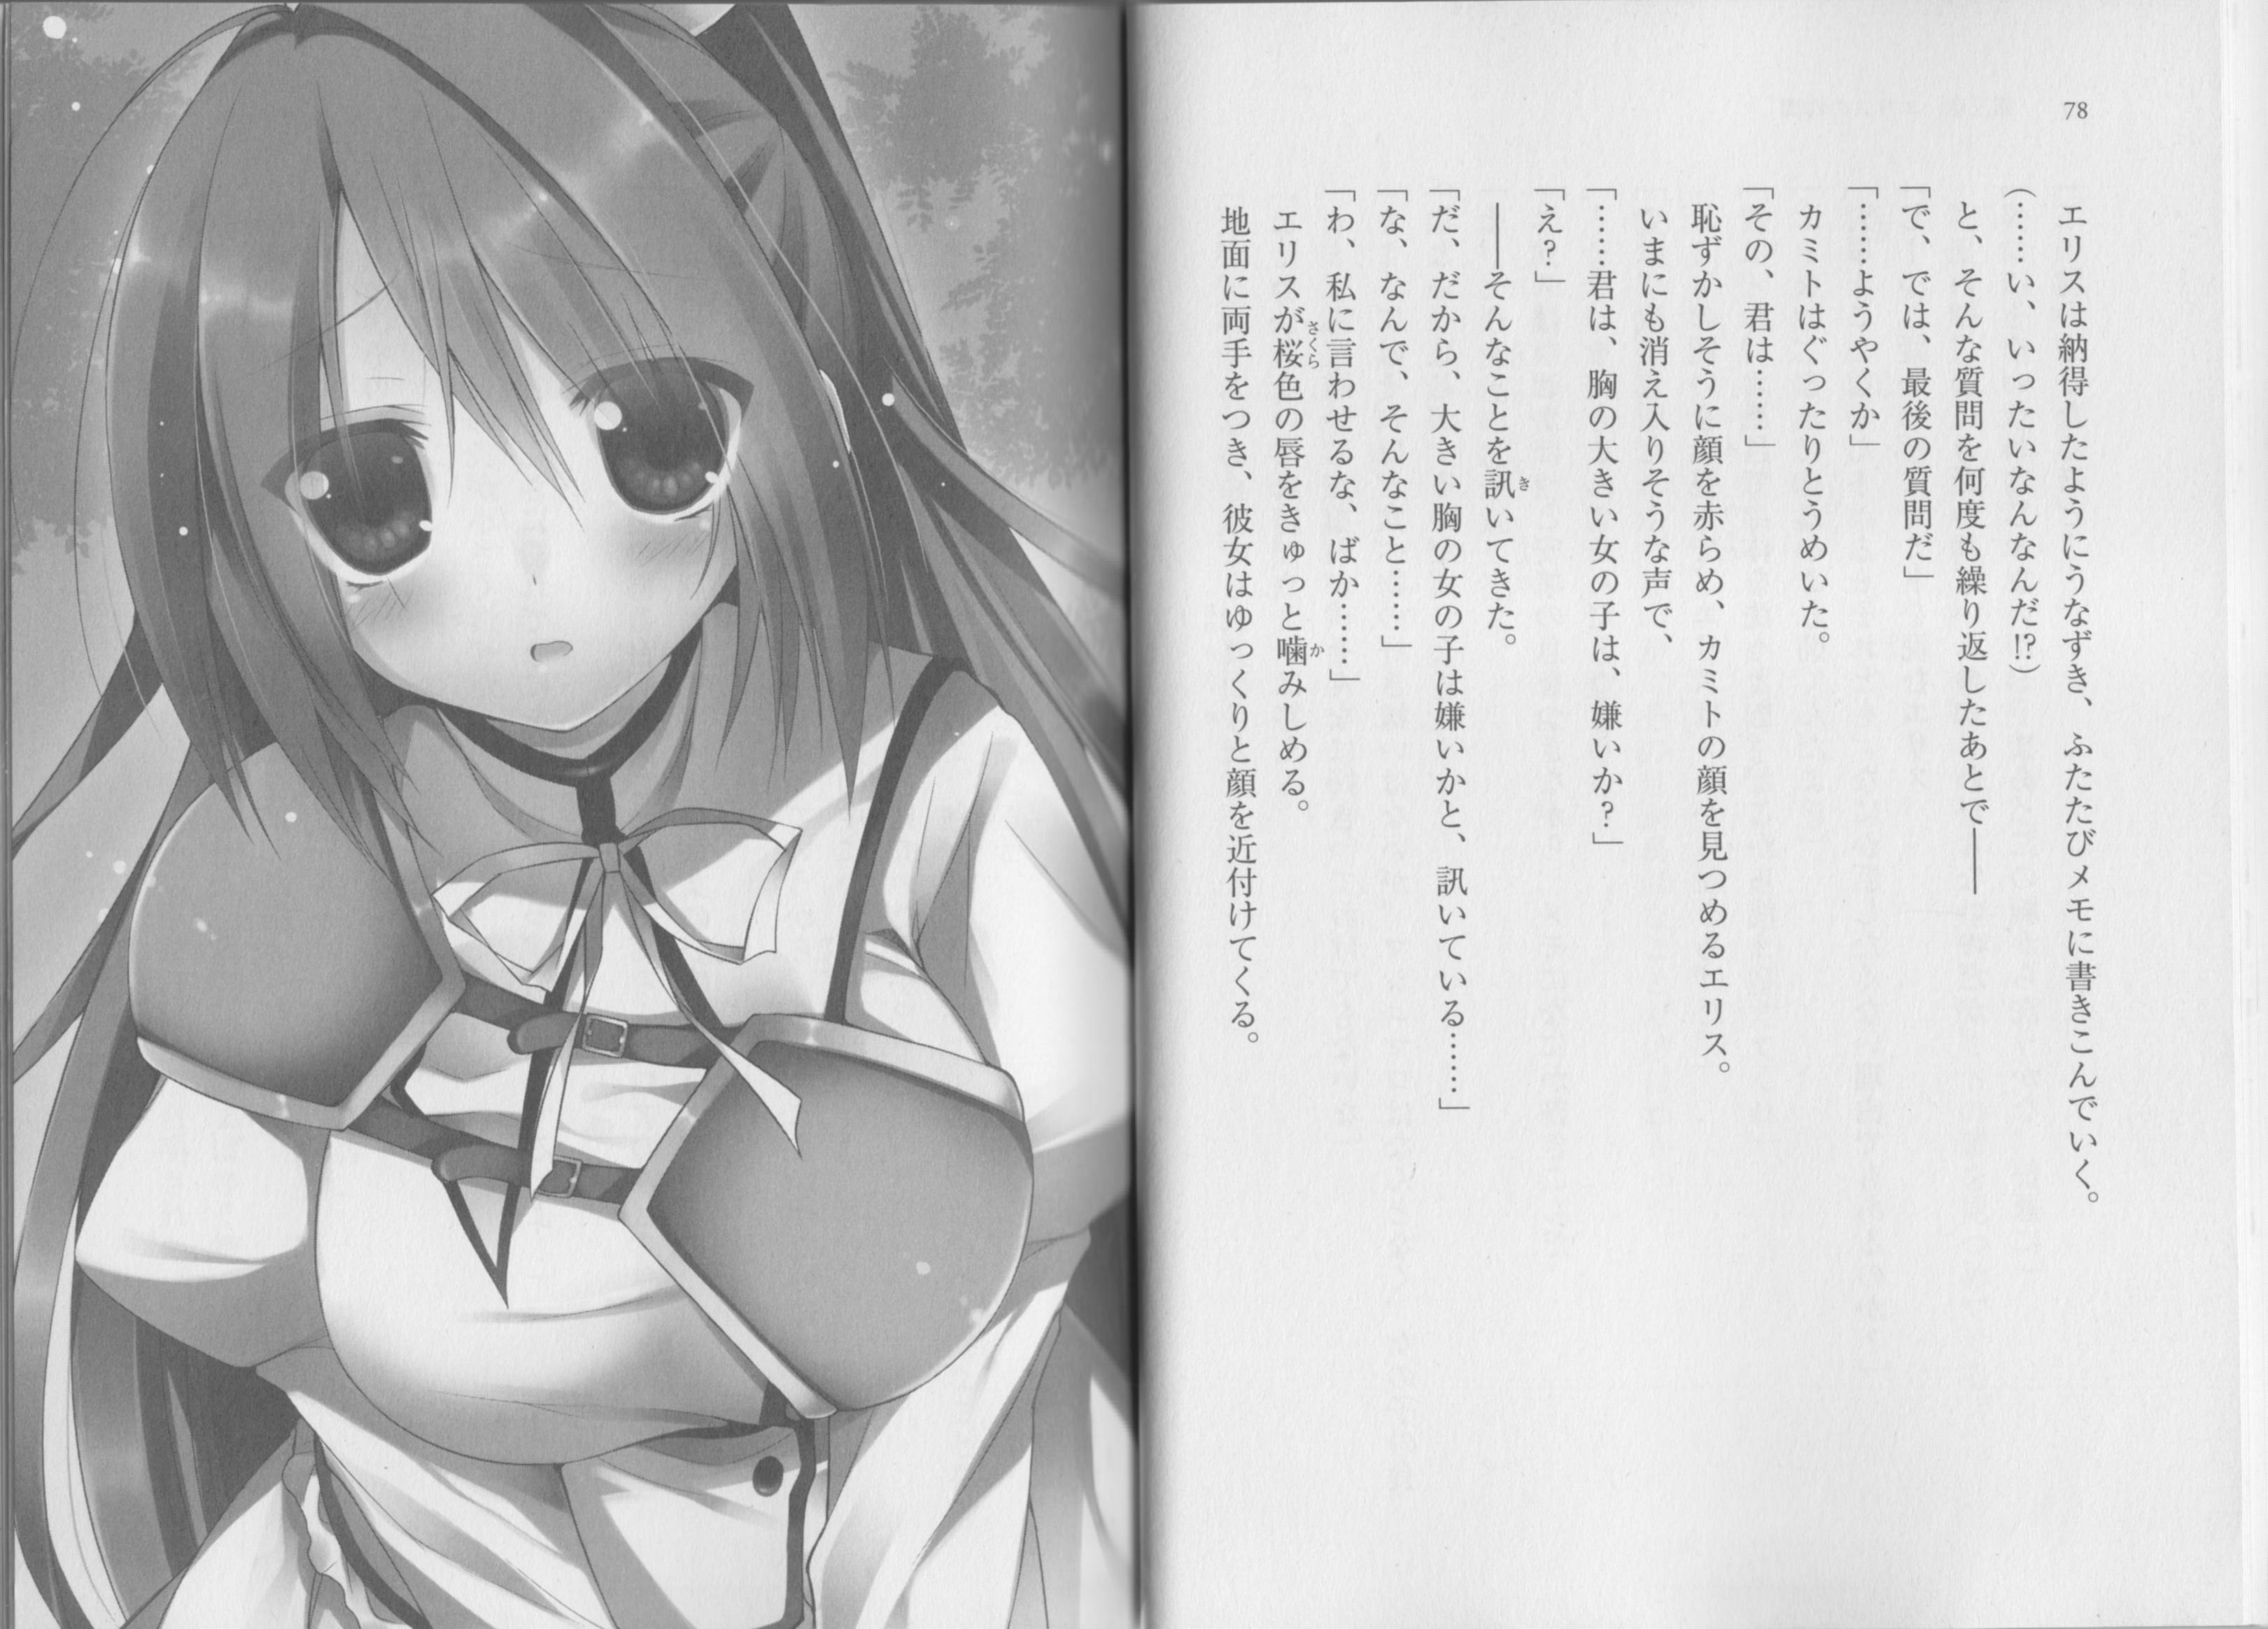 78
エリスは納得したようにうなずき、ふたたびメモに書きこんでいく。
(……い、いったいなんなんだ!?)
と、そんな質問を何度も繰り返したあとで――
「で、では、最後の質問だ」
「……ようやくか」
カミトはぐったりとうめいた。
「その、君は……」
恥ずかしそうに顔を赤らめ、カミトの顔を見つめるエリス。
いまにも消え入りそうな声で、
「……君は、胸の大きい女の子は、嫌いか?」
「え?」
――そんなことを訊いてきた。
「だ、だから、大きい胸の女の子は嫌いかと、訊いている……」
「な、なんで、そんなこと……」
「わ、私に言わせるな、ばか……」
エリスが桜色の唇をきゅっと噛みしめる。
地面に両手をつき、彼女はゆっくりと顔を近付けてくる。